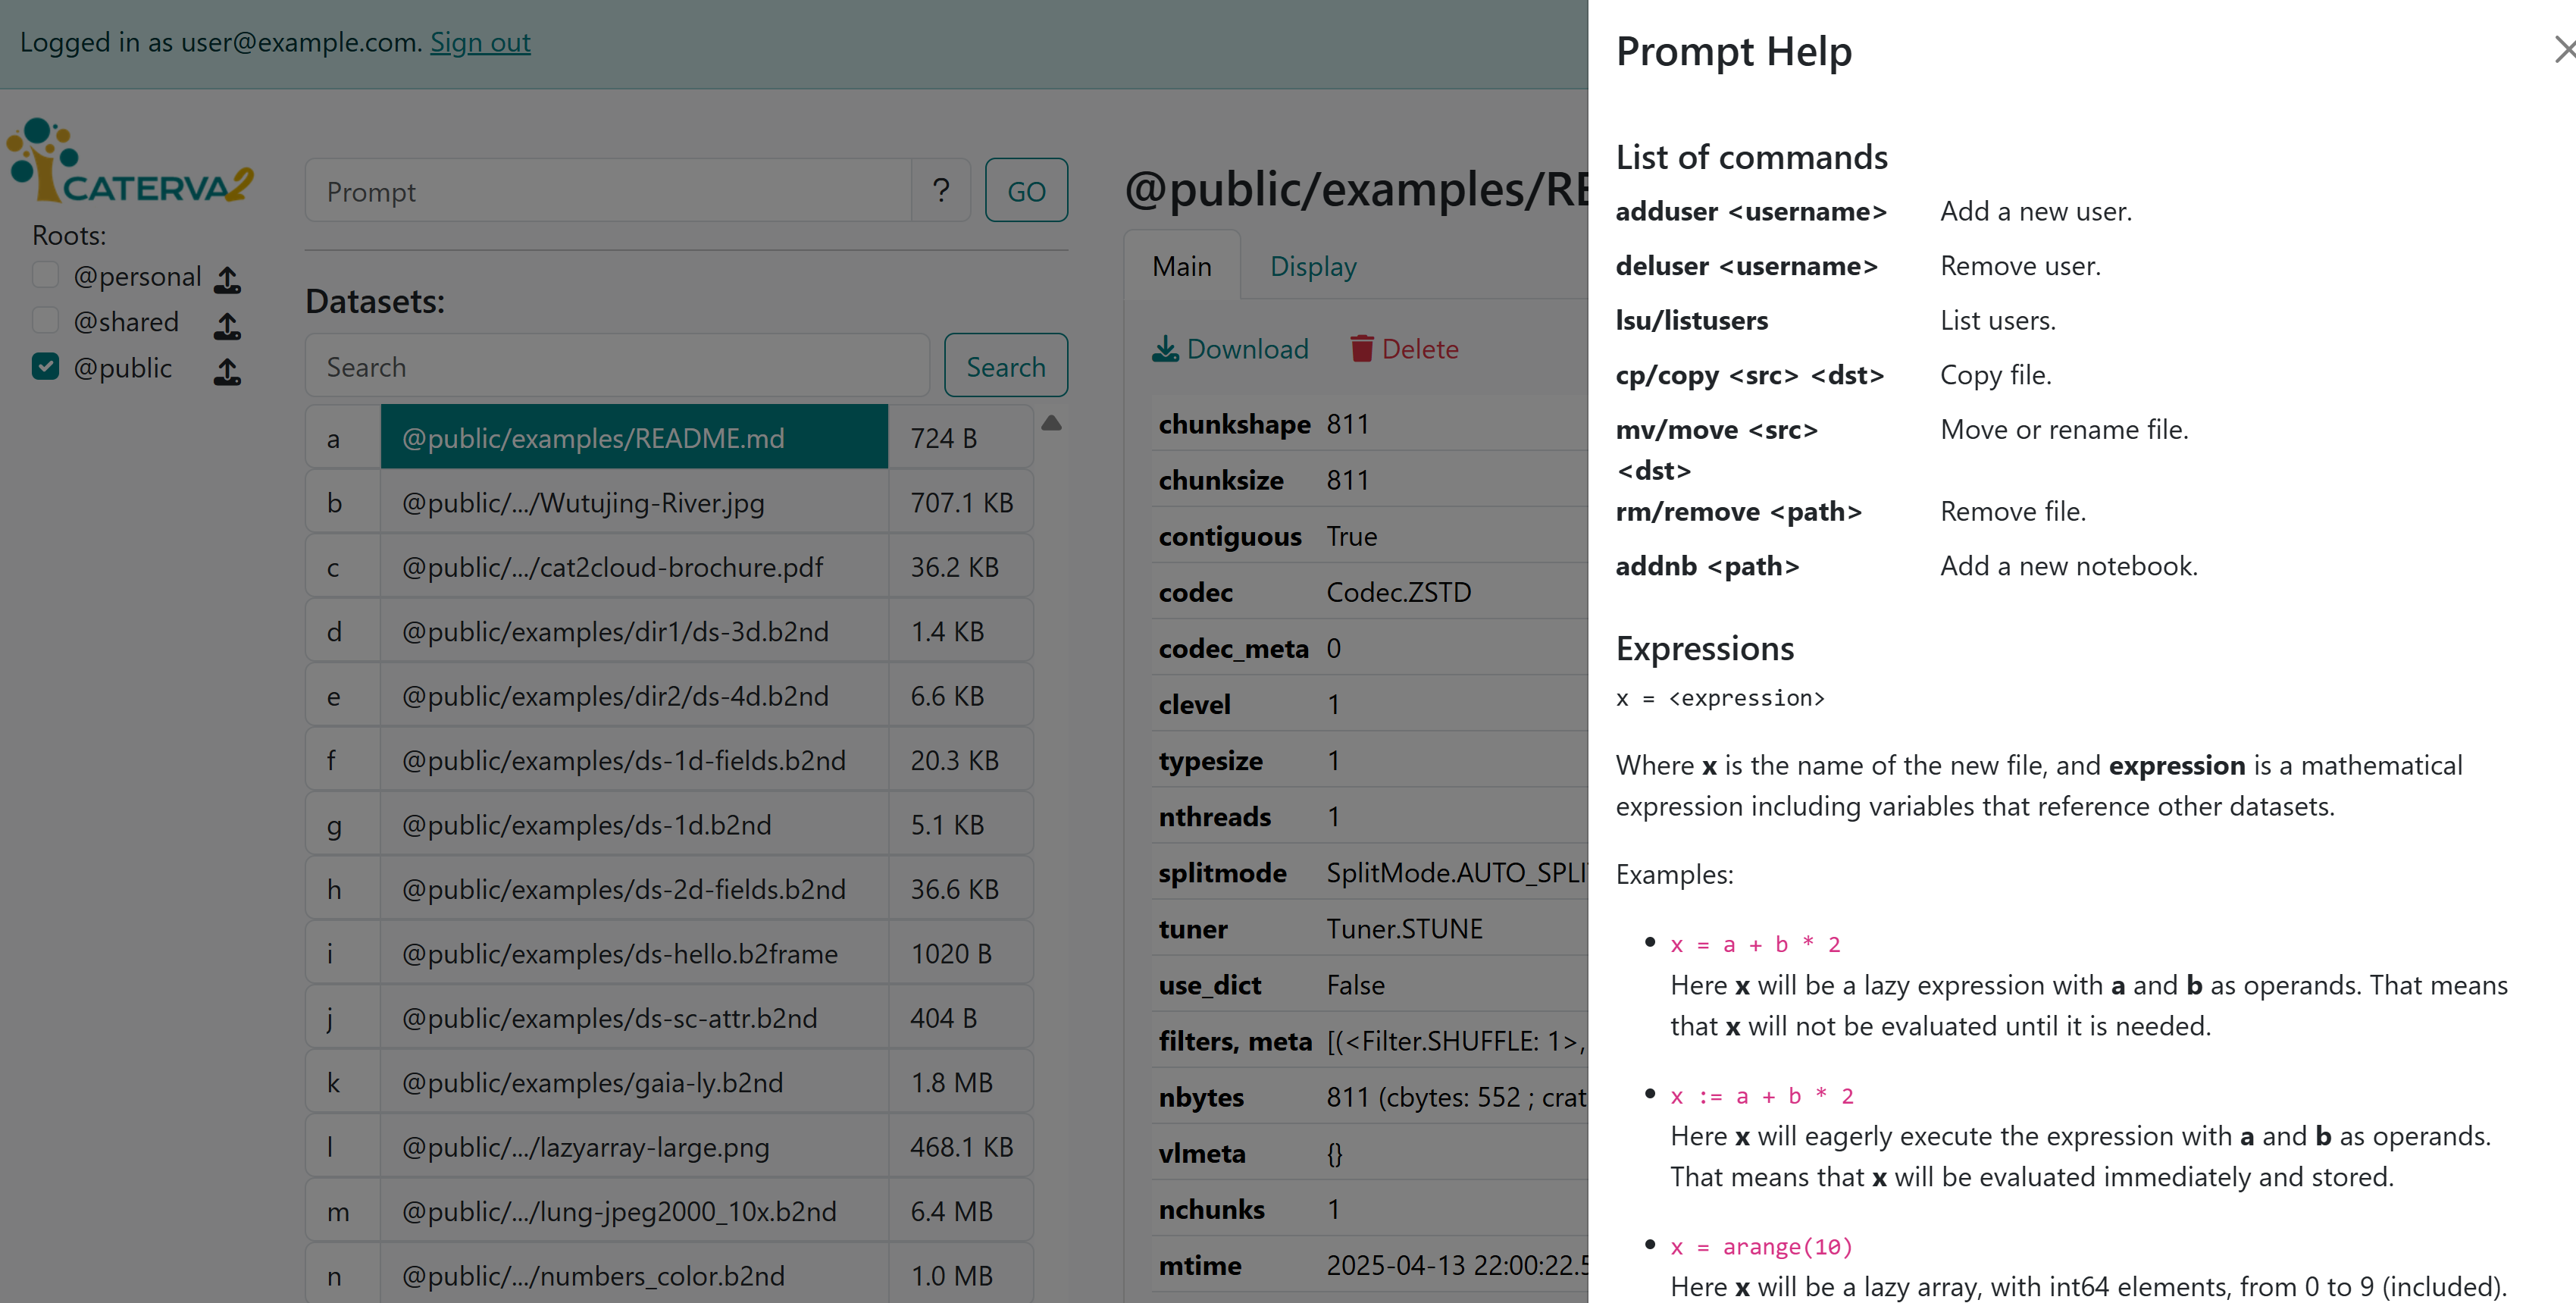 Logged in as user@example.com. Sign out
CATERVA2
Roots:
@personal
@shared
@public
Prompt ? GO
Datasets:
Search Search
a @public/examples/README.md 724 B
b @public/.../Wutujing-River.jpg 707.1 KB
c @public/.../cat2cloud-brochure.pdf 36.2 KB
d @public/examples/dir1/ds-3d.b2nd 1.4 KB
e @public/examples/dir2/ds-4d.b2nd 6.6 KB
f @public/examples/ds-1d-fields.b2nd 20.3 KB
g @public/examples/ds-1d.b2nd 5.1 KB
h @public/examples/ds-2d-fields.b2nd 36.6 KB
i @public/examples/ds-hello.b2frame 1020 B
j @public/examples/ds-sc-attr.b2nd 404 B
k @public/examples/gaia-ly.b2nd 1.8 MB
l @public/.../lazyarray-large.png 468.1 KB
m @public/.../lung-jpeg2000_10x.b2nd 6.4 MB
n @public/.../numbers_color.b2nd 1.0 MB
@public/examples/RE
Main Display
Download Delete
chunkshape 811
chunksize 811
contiguous True
codec Codec.ZSTD
codec_meta 0
clevel 1
typesize 1
nthreads 1
splitmode SplitMode.AUTO_SPLI
tuner Tuner.STUNE
use_dict False
filters, meta [(<Filter.SHUFFLE: 1>,
nbytes 811 (cbytes: 552 ; crat
vlmeta {}
nchunks 1
mtime 2025-04-13 22:00:22.5
Prompt Help
List of commands
adduser <username> Add a new user.
deluser <username> Remove user.
lsu/listusers List users.
cp/copy <src> <dst> Copy file.
mv/move <src> Move or rename file.
<dst>
rm/remove <path> Remove file.
addnb <path> Add a new notebook.
Expressions
x = <expression>
Where x is the name of the new file, and expression is a mathematical
expression including variables that reference other datasets.
Examples:
• x = a + b * 2
Here x will be a lazy expression with a and b as operands. That means
that x will not be evaluated until it is needed.
• x := a + b * 2
Here x will eagerly execute the expression with a and b as operands.
That means that x will be evaluated immediately and stored.
• x = arange(10)
Here x will be a lazy array, with int64 elements, from 0 to 9 (included).